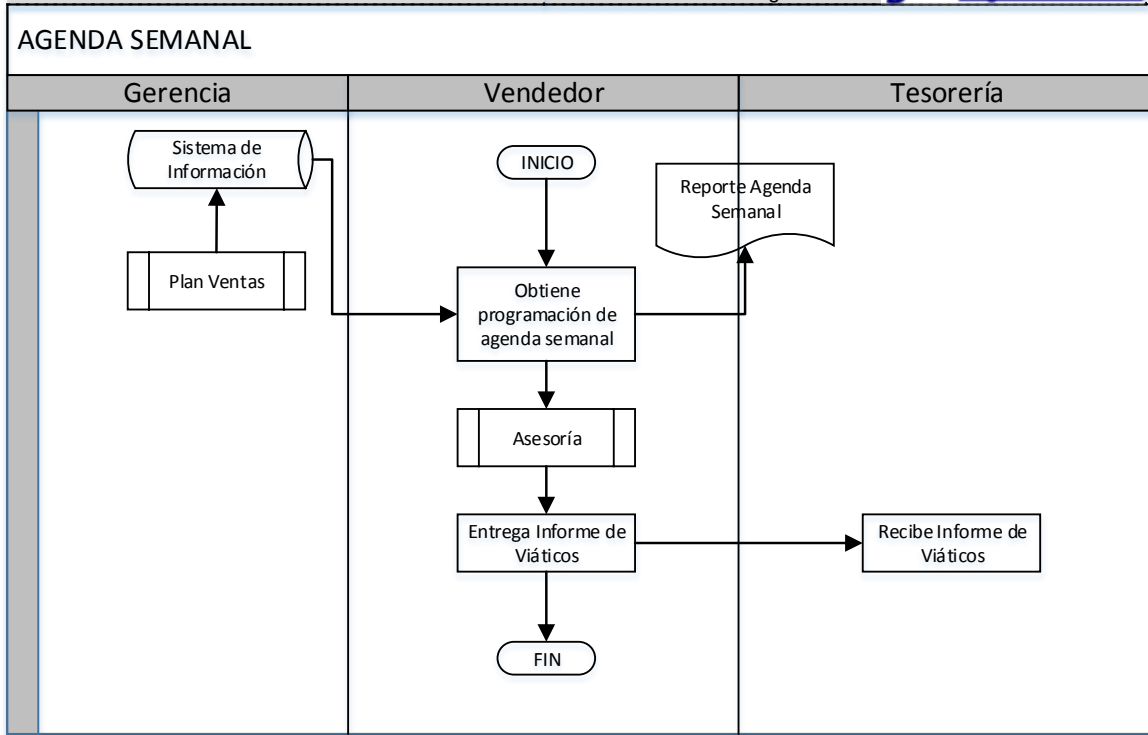 AGENDA SEMANAL
Gerencia
Vendedor
Tesorería
Sistema de
Información
INICIO
Reporte Agenda
Semanal
Plan Ventas
Obtiene
programación de
agenda semanal
Asesoría
Entrega Informe de
Viáticos
Recibe Informe de
Viáticos
FIN